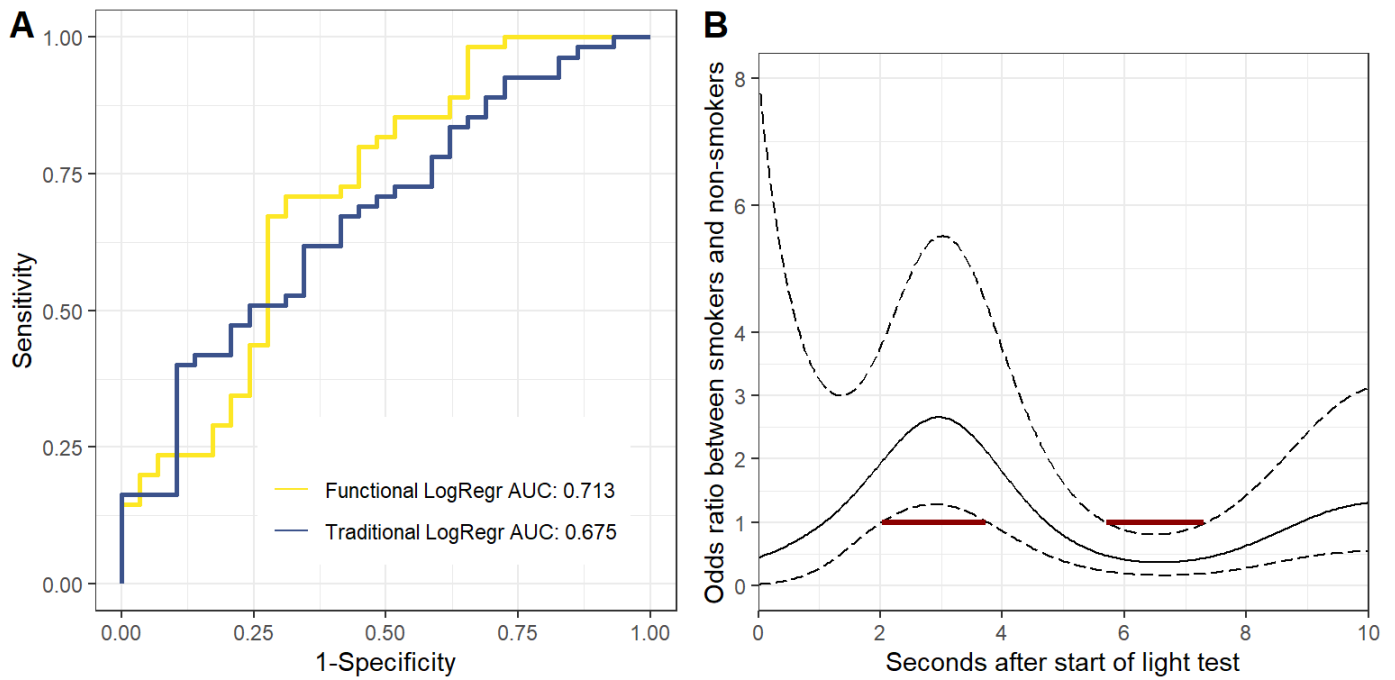 A
1.00
0.75
0.50
0.25
0.00
Sensitivity
Functional LogRegr AUC: 0.713
Traditional LogRegr AUC: 0.675
0.00 0.25 0.50 0.75 1.00
1-Specificity
B
Odds ratio between smokers and non-smokers
8
6
4
3
2
1
0
0 2 4 6 8 10
Seconds after start of light test